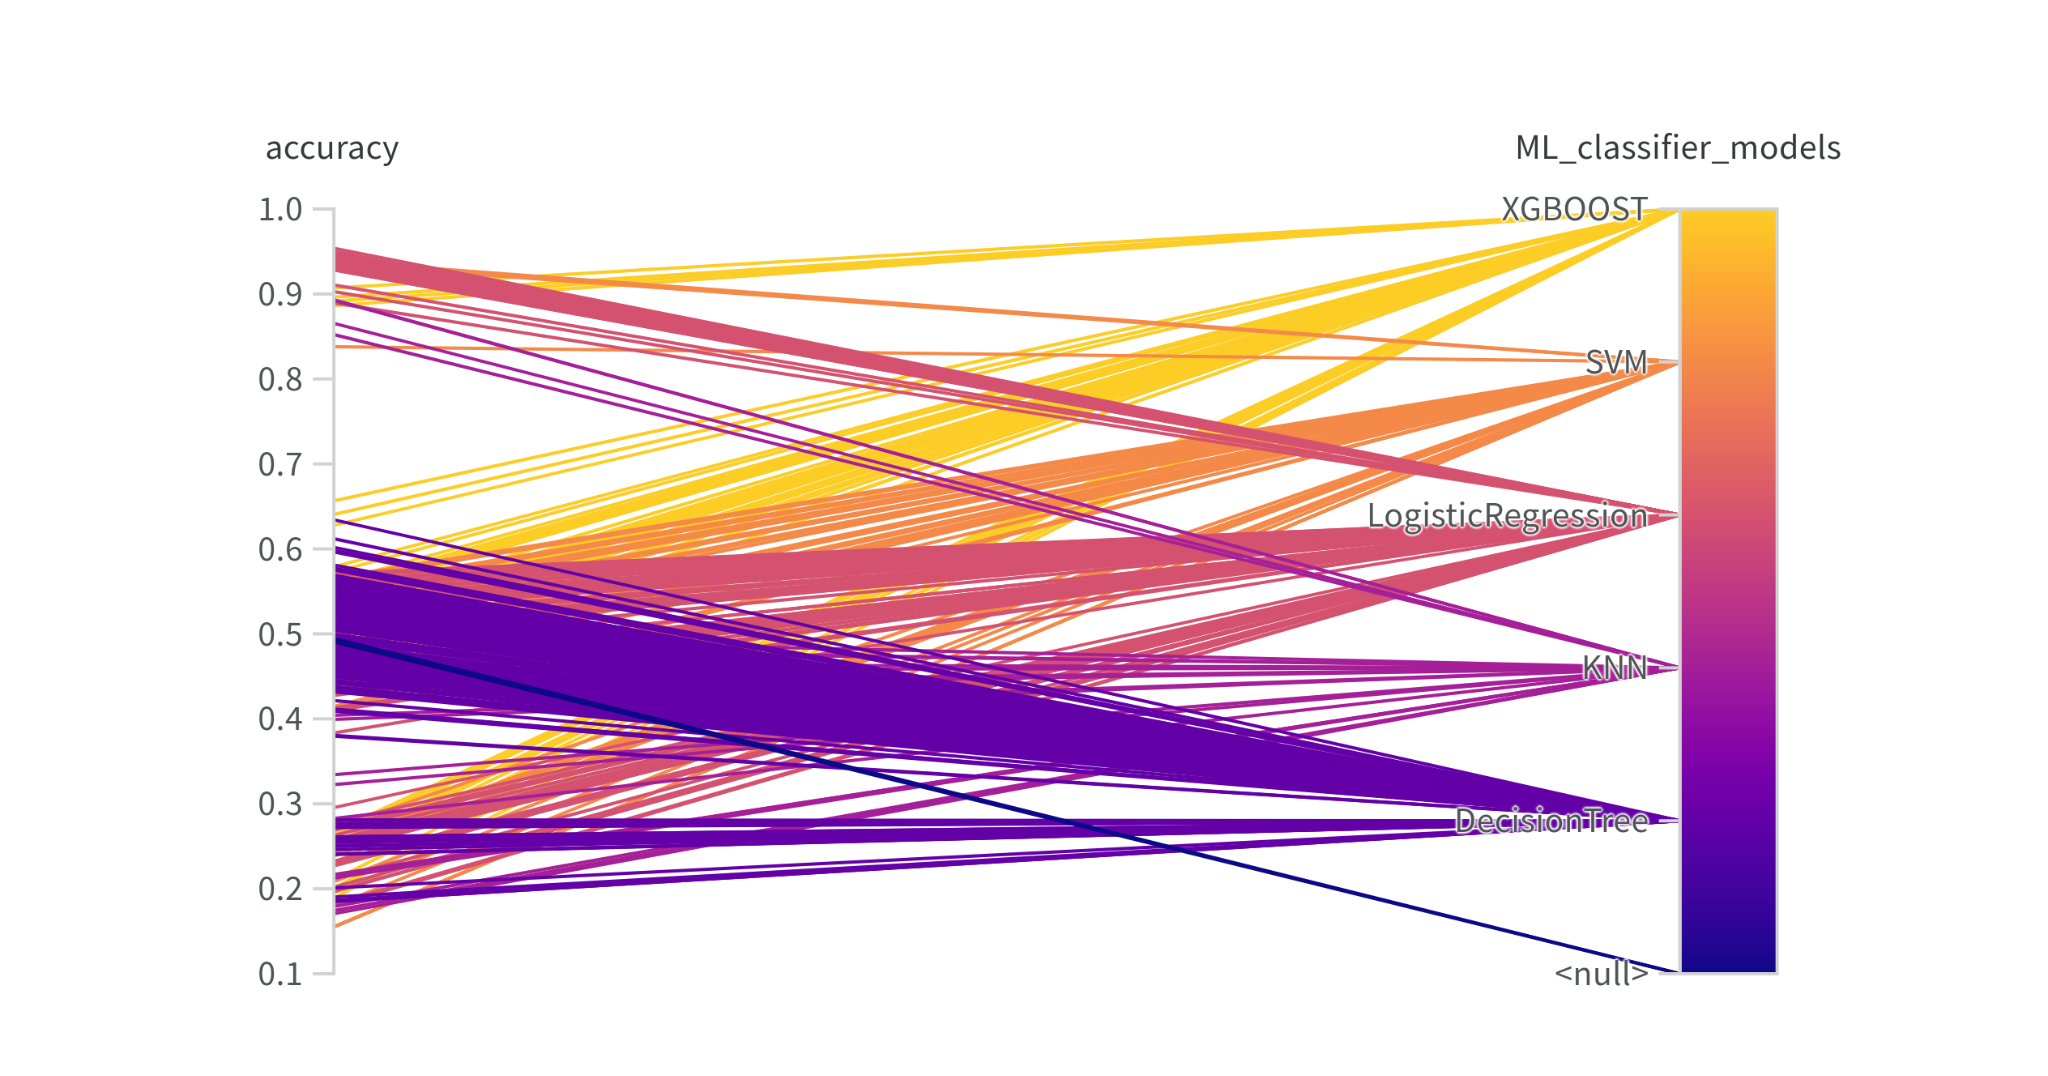 accuracy
ML_classifier_models
1.0
0.9
0.8
0.7
0.6
0.5
0.4
0.3
0.2
0.1
XGBOOST
SVM
LogisticRegression
KNN
DecisionTree
<null>